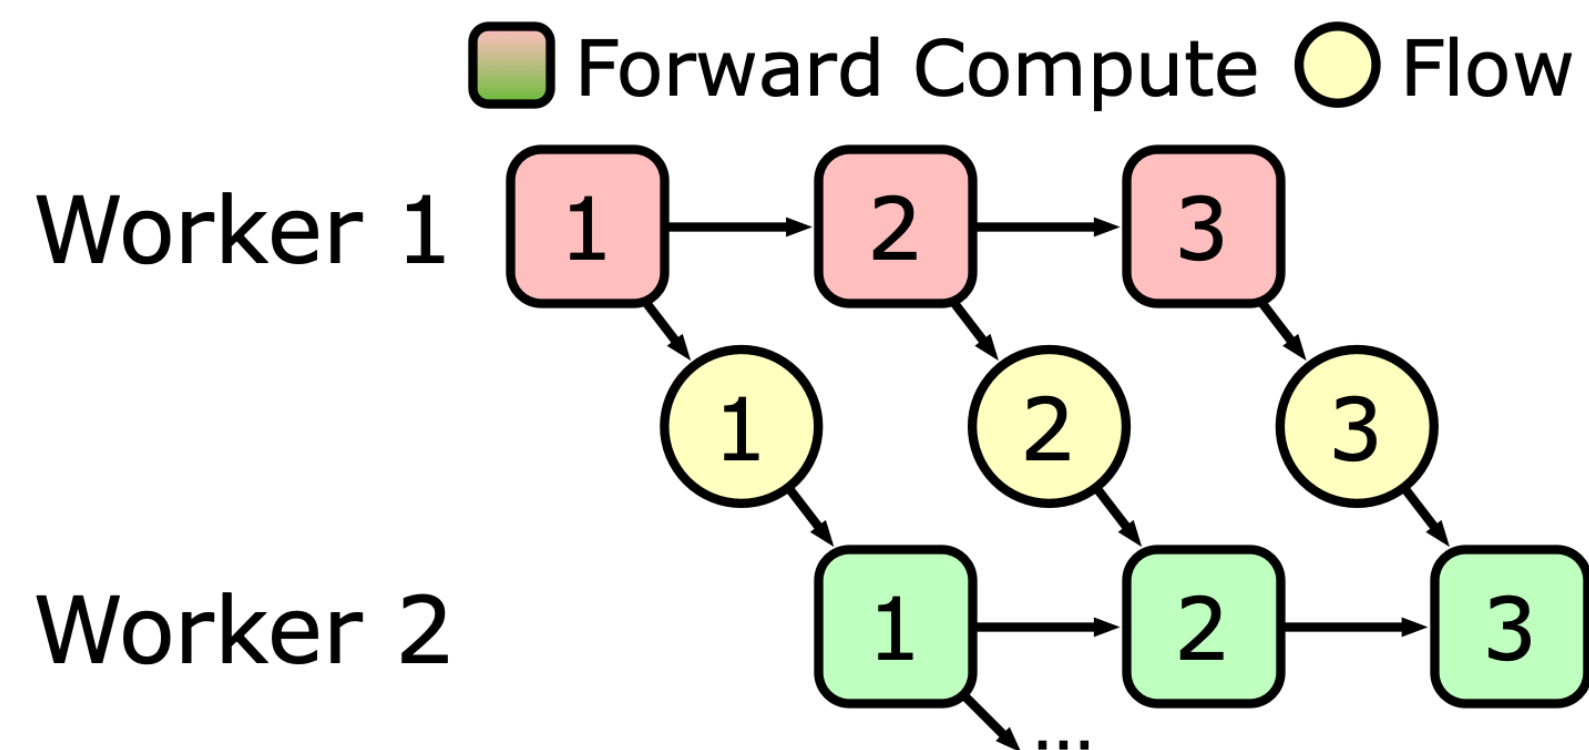 Forward Compute Flow
Worker 1 1 2 3
1 2 3
Worker 2 1 2 3
...